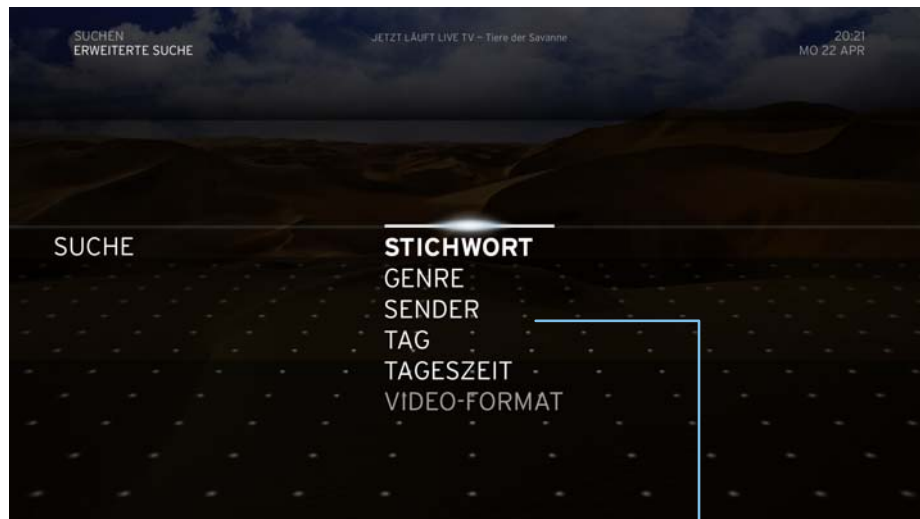 SUCHEN
ERWEITERTE SUCHE
JETZT LÄUFT LIVE TV – Tiere der Savanne
20:21
MO 22 APR
SUCHE
STICHWORT
GENRE
SENDER
TAG
TAGESZEIT
VIDEO-FORMAT